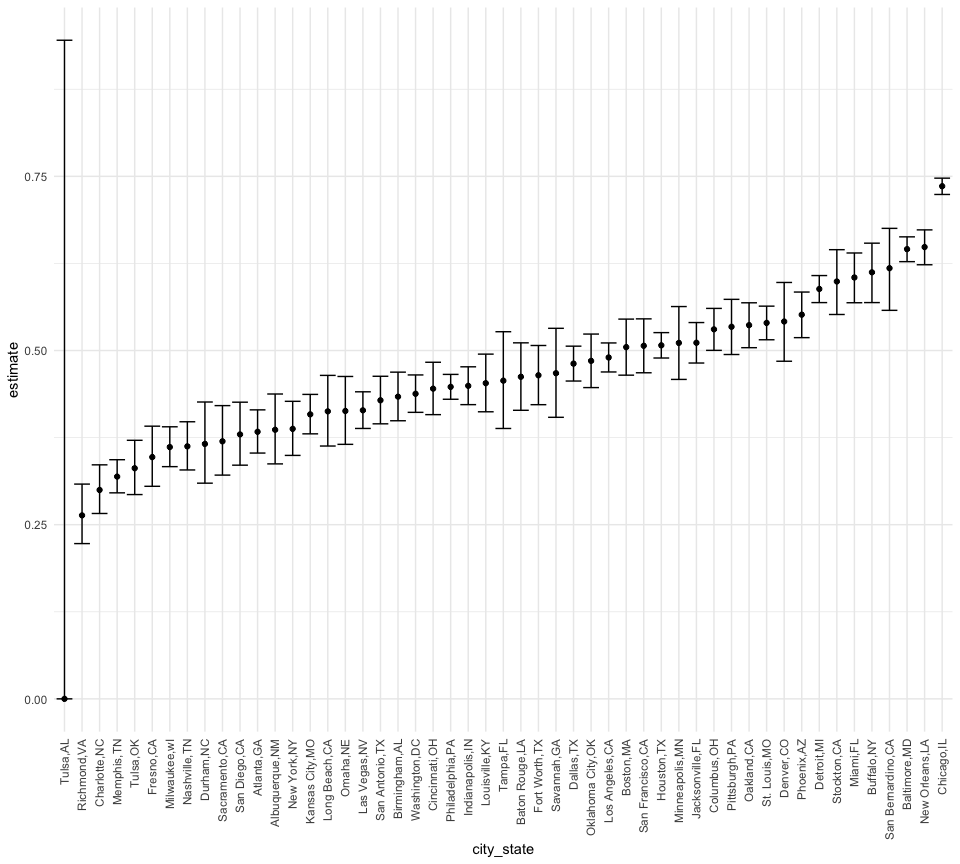 estimate
0.75
0.50
0.25
0.00
Tulsa,AL
Richmond,VA
Charlotte,NC
Memphis,TN
Tulsa,OK
Fresno,CA
Milwaukee,wI
Nashville,TN
Durham,NC
Sacramento,CA
San Diego,CA
Atlanta,GA
Albuquerque,NM
New York,NY
Kansas City,MO
Long Beach,CA
Omaha,NE
Las Vegas,NV
San Antonio,TX
Birmingham,AL
Washington,DC
Cincinnati,OH
Philadelphia,PA
Indianapolis,IN
Louisville,KY
Tampa,FL
Baton Rouge,LA
Fort Worth,TX
Savannah,GA
Dallas,TX
Oklahoma City,OK
Los Angeles,CA
Boston,MA
San Francisco,CA
Houston,TX
Minneapolis,MN
Jacksonville,FL
Columbus,OH
Pittsburgh,PA
Oakland,CA
St. Louis,MO
Denver,CO
Phoenix,AZ
Detroit,MI
Stockton,CA
Miami,FL
Buffalo,NY
San Bernardino,CA
Baltimore,MD
New Orleans,LA
Chicago,IL
city_state